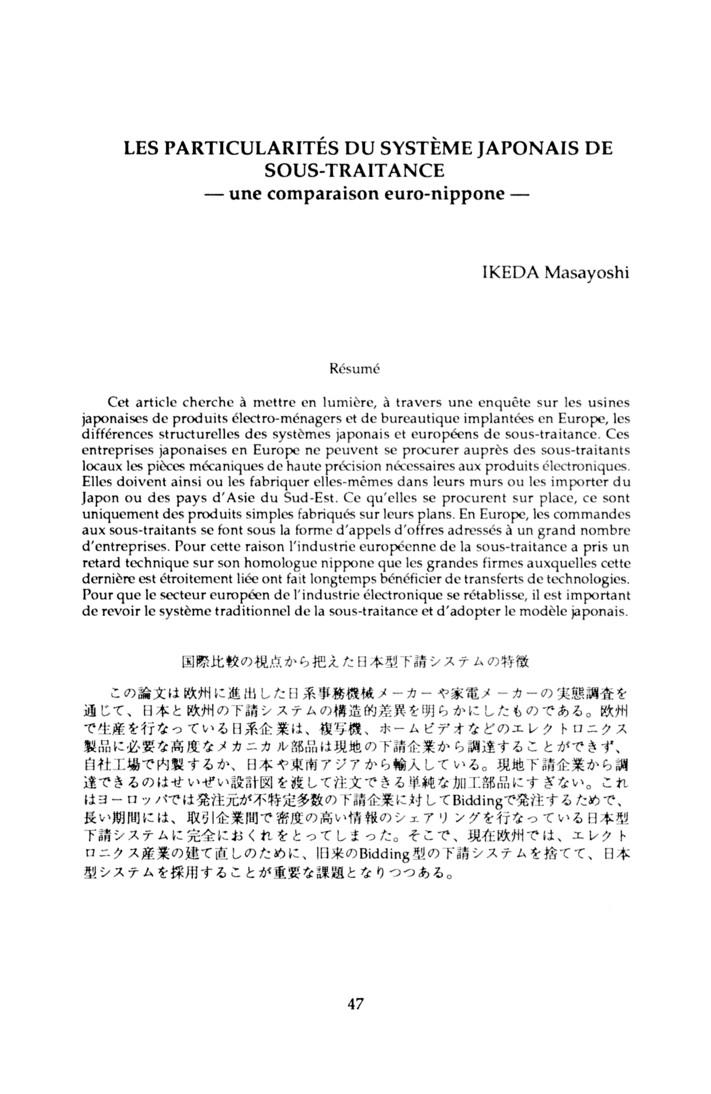 LES PARTICULARITÉS DU SYSTÈME JAPONAIS DE
SOUS-TRAITANCE
— une comparaison euro-nippone —
IKEDA Masayoshi
Résumé
Cet article cherche à mettre en lumière, à travers une enquête sur les usines
japonaises de produits électro-ménagers et de bureautique implantées en Europe, les
différences structurelles des systèmes japonais et européens de sous-traitance. Ces
entreprises japonaises en Europe ne peuvent se procurer auprès des sous-traitants
locaux les pièces mécaniques de haute précision nécessaires aux produits électroniques.
Elles doivent ainsi ou les fabriquer elles-mêmes dans leurs murs ou les importer du
Japon ou des pays d'Asie du Sud-Est. Ce qu'elles se procurent sur place, ce sont
uniquement des produits simples fabriqués sur leurs plans. En Europe, les commandes
aux sous-traitants se font sous la forme d'appels d'offres adressés à un grand nombre
d'entreprises. Pour cette raison l'industrie européenne de la sous-traitance a pris un
retard technique sur son homologue nippone que les grandes firmes auxquelles cette
dernière est étroitement liée ont fait longtemps bénéficier de transferts de technologies.
Pour que le secteur européen de l'industrie électronique se rétablisse, il est important
de revoir le système traditionnel de la sous-traitance et d'adopter le modèle japonais.
国際比較の視点から把えた日本型下請システムの特徴
この論文は欧州に進出した日系事務機械メーカーや家電メーカーの実態調査を
通じて、日本と欧州の下請システムの構造的差異を明らかにしたものである。欧州
で生産を行なっている日系企業は、複写機、ホームビデオなどのエレクトロニクス
製品に必要な高度なメカニカル部品は現地の下請企業から調達することができず、
自社工場で内製するか、日本や東南アジアから輸入している。現地下請企業から調
達できるのはせいぜい設計図を渡して注文できる単純な加工部品にすぎない。これ
はヨーロッパでは発注元が不特定多数の下請企業に対してBiddingで発注するためで、
長い期間には、取引企業間で密度の高い情報のシェアリングを行なっている日本型
下請システムに完全におくれをとってしまった。そこで、現在欧州では、エレクト
ロニクス産業の建て直しのために、旧来のBidding型の下請システムを捨てて、日本
型システムを採用することが重要な課題となりつつある。
47